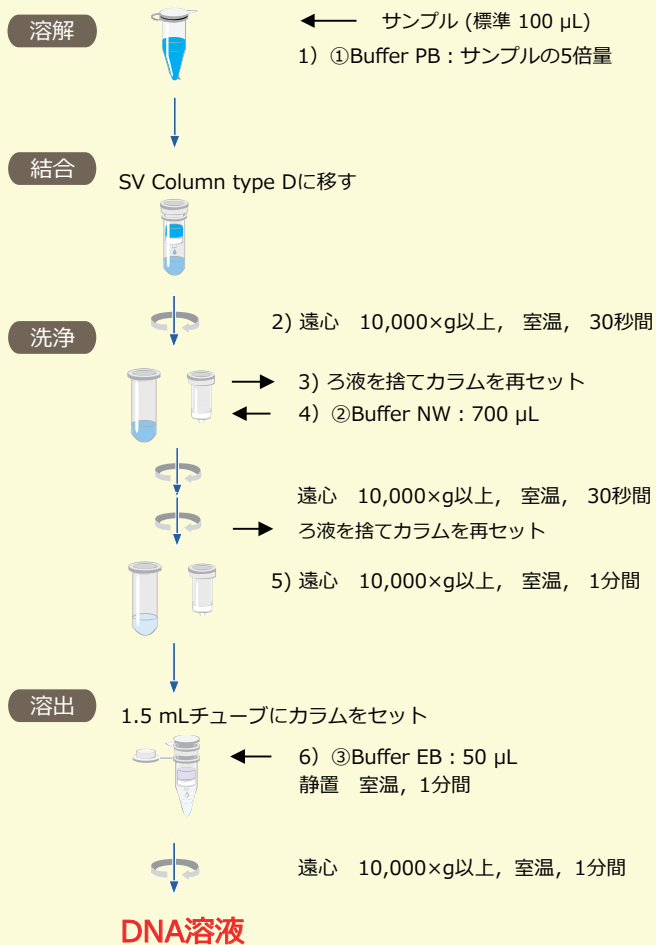 溶解
サンプル (標準 100 µL)
1）①Buffer PB：サンプルの5倍量
結合
SV Column type Dに移す
2) 遠心　10,000×g以上,　室温,　30秒間
洗浄
3) ろ液を捨てカラムを再セット
4）②Buffer NW：700 µL
遠心　10,000×g以上,　室温,　30秒間
ろ液を捨てカラムを再セット
5) 遠心　10,000×g以上,　室温,　1分間
溶出
1.5 mLチューブにカラムをセット
6）③Buffer EB：50 µL
静置　室温, 1分間
遠心　10,000×g以上, 室温, 1分間
DNA溶液